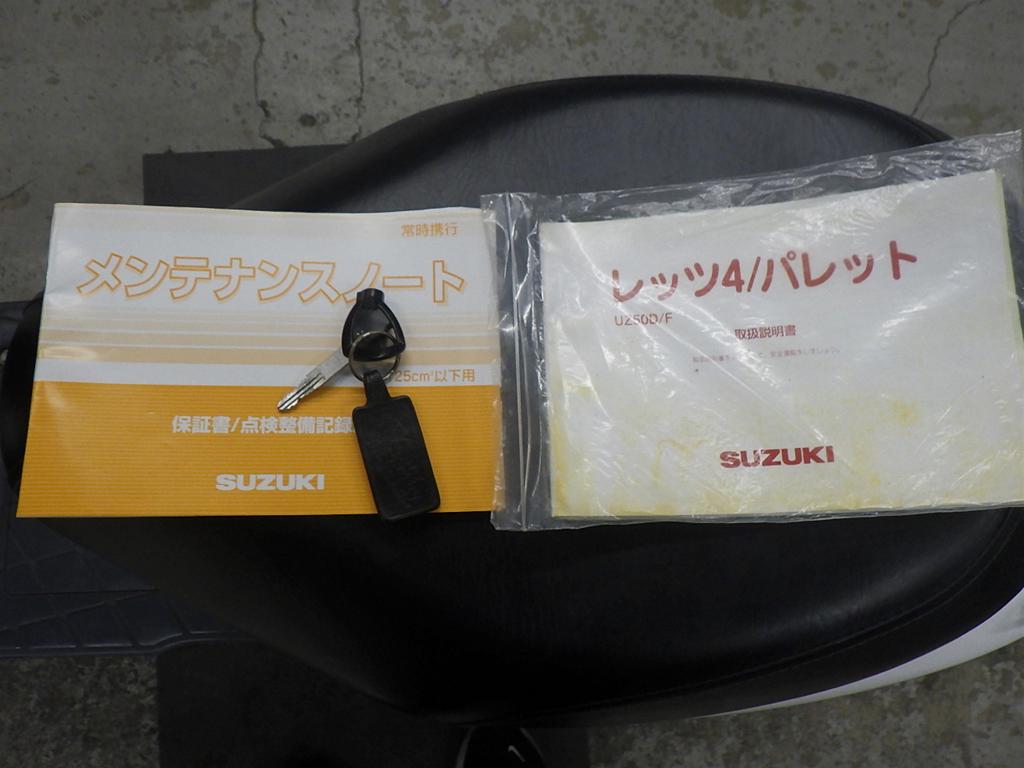 常時携行
メンテナンスノート
25cm³以下用
保証書/点検整備記録
SUZUKI
レッツ4/パレット
UZ50D/F
取扱説明書
SUZUKI